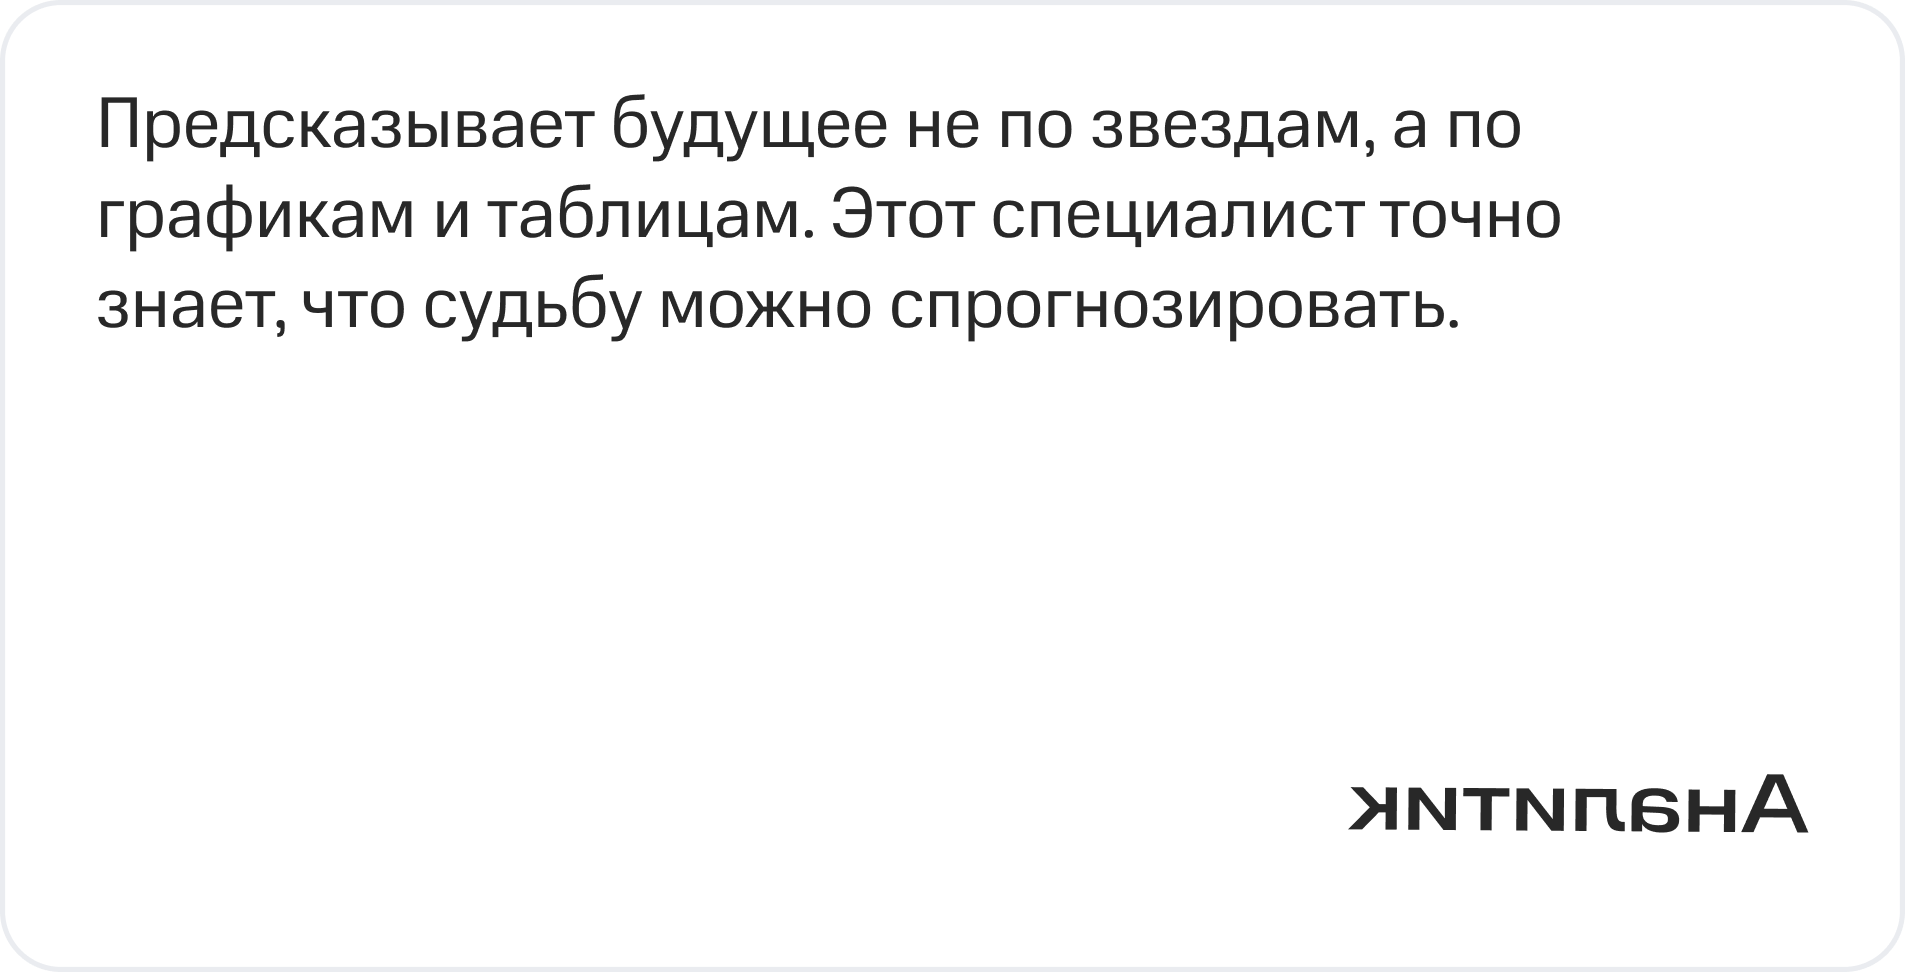 Предсказывает будущее не по звездам, а по
графикам и таблицам. Этот специалист точно
знает, что судьбу можно спрогнозировать.
Аналитик